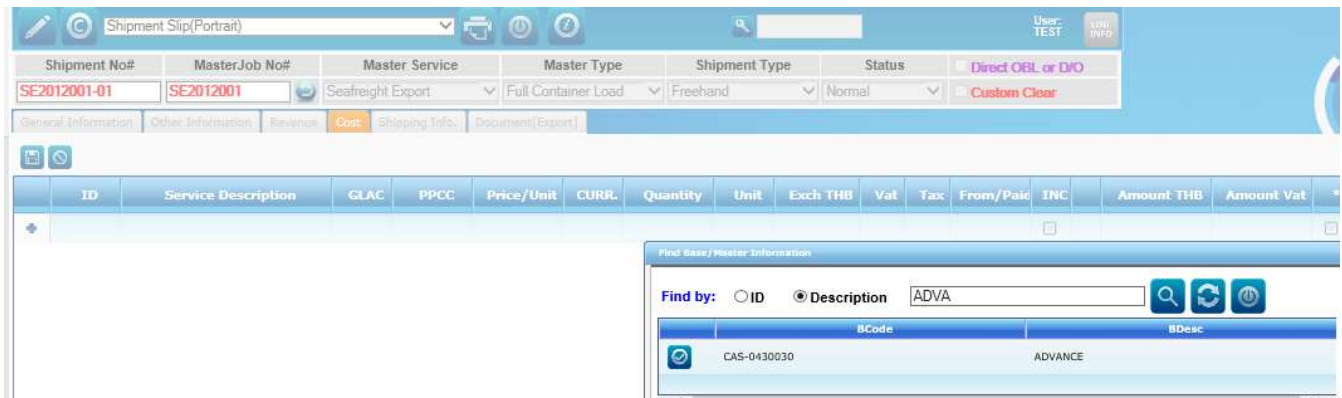 Shipment Slip(Portrait)
User:
TEST
LOG
INFO
Shipment No# MasterJob No# Master Service Master Type Shipment Type Status Direct OBL or D/O
SE2012001-01 SE2012001 Seafreight Export Full Container Load Freehand Normal Custom Clear
General Information Other Information Revenue Cost Shipping Info. Document[Export]
ID Service Description GLAC PPCC Price/Unit CURR. Quantity Unit Exch THB Vat Tax From/Paid INC Amount THB Amount Vat *
Find Base/Master Information
Find by: ID Description ADVA
BCode BDesc
CAS-0430030 ADVANCE